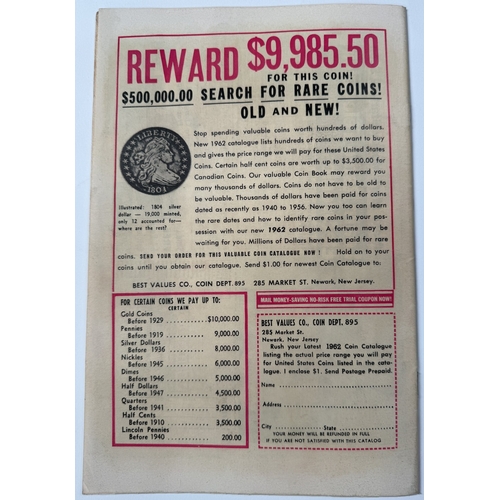 REWARD $9,985.50
FOR THIS COIN!
$500,000.00 SEARCH FOR RARE COINS!
OLD AND NEW!
LIBERTY
1804
illustrated: 1804 silver
dollar — 19,000 minted,
only 12 accounted for—
where are the rest?
Stop spending valuable coins worth hundreds of dollars.
New 1962 catalogue lists hundreds of coins we want to buy
and gives the price range we will pay for these United States
Coins. Certain half cent coins are worth up to $3,500.00 for
Canadian Coins. Our valuable Coin Book may reward you
many thousands of dollars. Coins do not have to be old to
be valuable. Thousands of dollars have been paid for coins
dated as recently as 1940 to 1956. Now you too can learn
the rare dates and how to identify rare coins in your pos-
session with our new 1962 catalogue. A fortune may be
waiting for you. Millions of Dollars have been paid for rare
coins. SEND YOUR ORDER FOR THIS VALUABLE COIN CATALOGUE NOW ! Hold on to your
coins until you obtain our catalogue. Send $1.00 for newest Coin Catalogue to:
BEST VALUES CO., COIN DEPT. 895 285 MARKET ST. Newark, New Jersey.
FOR CERTAIN COINS WE PAY UP TO:
CERTAIN
Gold Coins
Before 1929 ........... $10,000.00
Pennies
Before 1919 ........... 9,000.00
Silver Dollars
Before 1936 ........... 8,000.00
Nickles
Before 1945 ........... 6,000.00
Dimes
Before 1946 ........... 5,000.00
Half Dollars
Before 1947 ........... 4,500.00
Quarters
Before 1941 ........... 3,500.00
Half Cents
Before 1910 ........... 3,500.00
Lincoln Pennies
Before 1940 ........... 200.00
MAIL MONEY-SAVING NO-RISK FREE TRIAL COUPON NOW!
BEST VALUES CO., COIN DEPT. 895
285 Market St.
Newark, New Jersey
Rush your Latest 1962 Coin Catalogue
listing the actual price range you will pay
for United States Coins listed in the cata-
logue. I enclose $1. Send Postage Prepaid.
Name
Address
City State
YOUR MONEY WILL BE REFUNDED IN FULL
IF YOU ARE NOT SATISFIED WITH THIS CATALOG